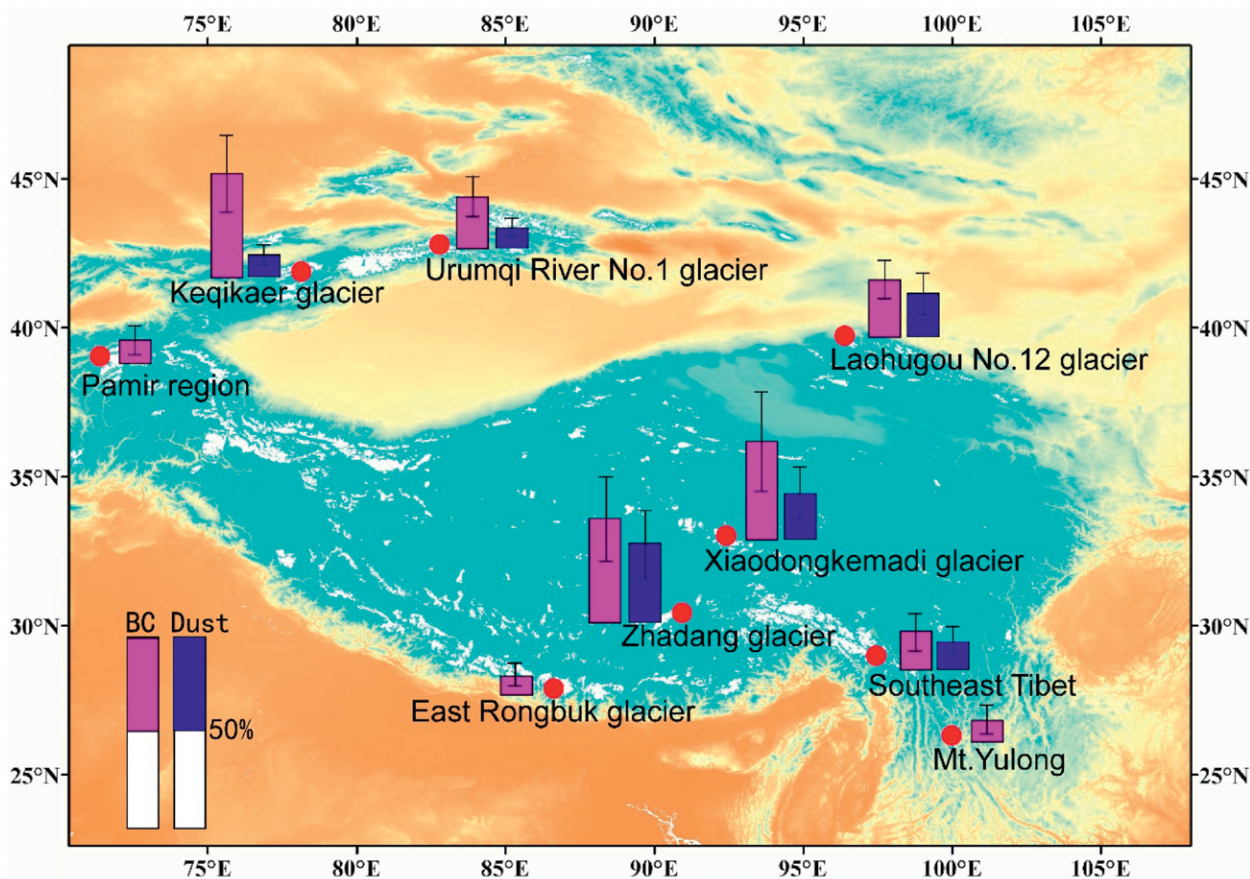 75°E 80°E 85°E 90°E 95°E 100°E 105°E
45°N 45°N
Urumqi River No.1 glacier
Keqikaer glacier
40°N 40°N
Laohugou No.12 glacier
Pamir region
35°N 35°N
Xiaodongkemadi glacier
BC Dust
30°N 30°N
Zhadang glacier
Southeast Tibet
East Rongbuk glacier
50%
Mt.Yulong
25°N 25°N
75°E 80°E 85°E 90°E 95°E 100°E 105°E